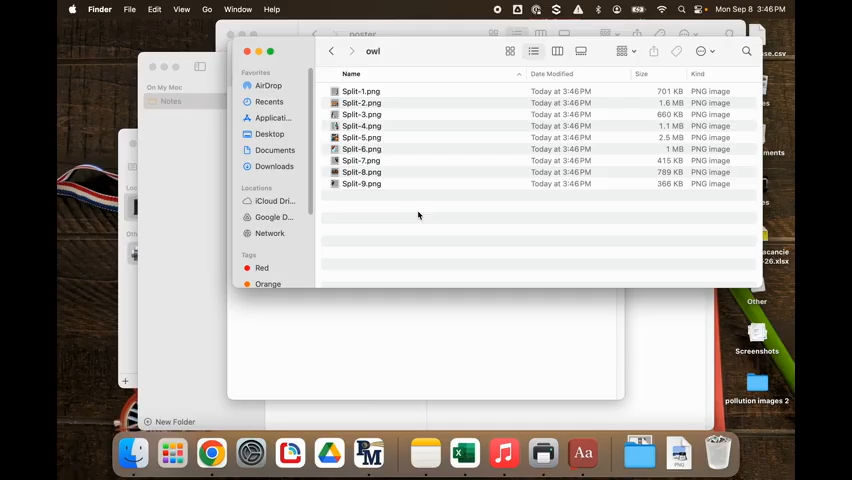 Finder File Edit View Go Window Help
Mon Sep 8 3:46 PM
poster
owl
Name Date Modified Size Kind
Split-1.png Today at 3:46 PM 701 KB PNG image
Split-2.png Today at 3:46 PM 1.6 MB PNG image
Split-3.png Today at 3:46 PM 660 KB PNG image
Split-4.png Today at 3:46 PM 1.1 MB PNG image
Split-5.png Today at 3:46 PM 2.5 MB PNG image
Split-6.png Today at 3:46 PM 1 MB PNG image
Split-7.png Today at 3:46 PM 415 KB PNG image
Split-8.png Today at 3:46 PM 789 KB PNG image
Split-9.png Today at 3:46 PM 366 KB PNG image
Favorites
AirDrop
Recents
Applicati...
Desktop
Documents
Downloads
Locations
iCloud Dri...
Google D...
Network
Tags
Red
Orange
On My Mac
Notes
New Folder
Other
Screenshots
pollution images 2
Aa
PNG